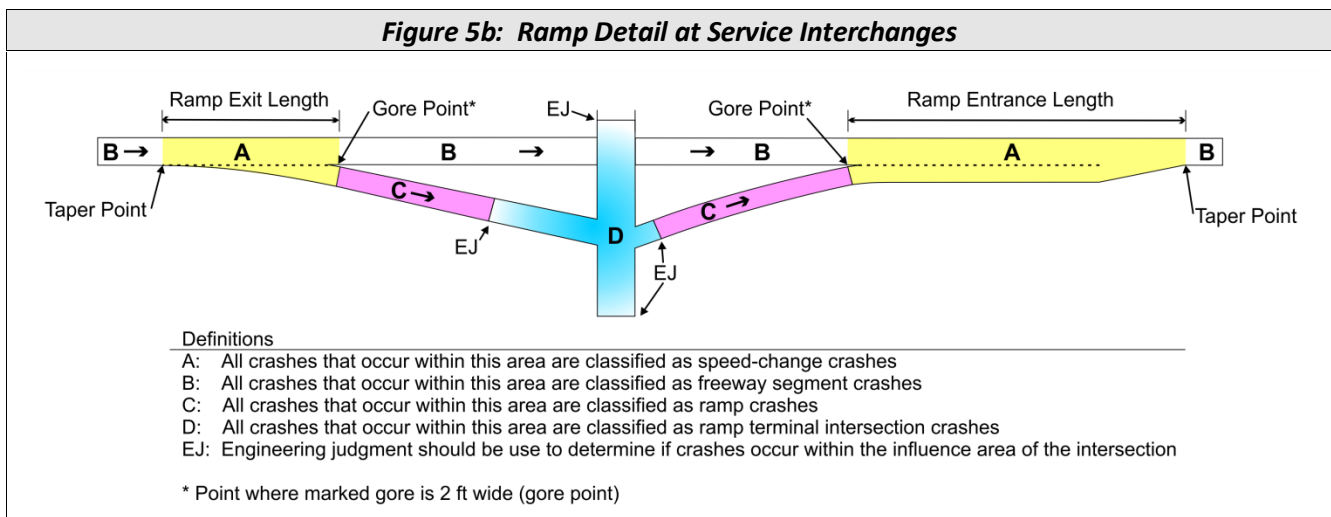 Figure 5b: Ramp Detail at Service Interchanges
Ramp Exit Length
Gore Point*
EJ
Gore Point*
Ramp Entrance Length
B
A
B
B
A
B
Taper Point
C
EJ
D
C
EJ
Taper Point
Definitions
A: All crashes that occur within this area are classified as speed-change crashes
B: All crashes that occur within this area are classified as freeway segment crashes
C: All crashes that occur within this area are classified as ramp crashes
D: All crashes that occur within this area are classified as ramp terminal intersection crashes
EJ: Engineering judgment should be use to determine if crashes occur within the influence area of the intersection
* Point where marked gore is 2 ft wide (gore point)